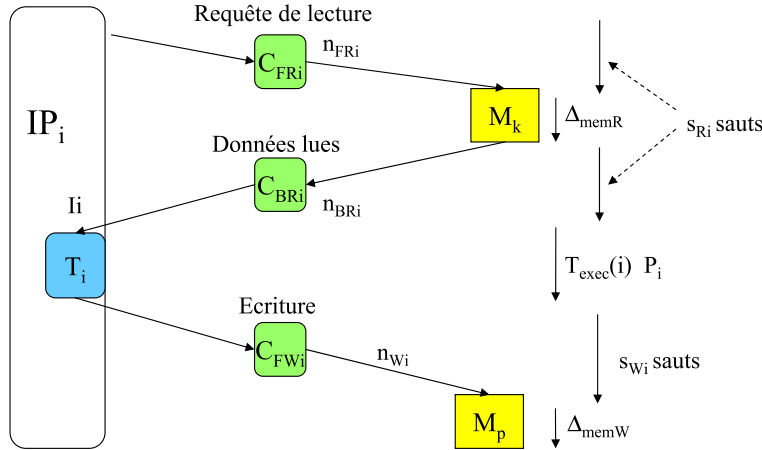 Requête de lecture
n_FRi
C_FRi
IP_i
M_k
Δ_memR
s_Ri sauts
Données lues
C_BRi
n_BRi
Ii
T_i
T_exec(i) P_i
Ecriture
C_FWi
n_Wi
s_Wi sauts
M_p
Δ_memW